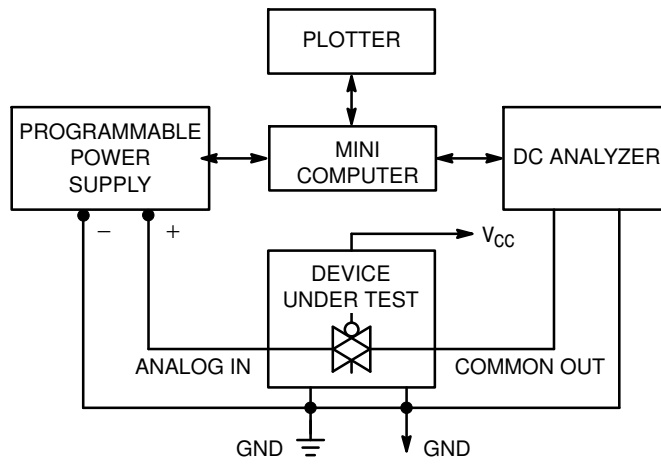 PLOTTER
PROGRAMMABLE
POWER
SUPPLY
MINI
COMPUTER
DC ANALYZER
− +
VCC
DEVICE
UNDER TEST
ANALOG IN
COMMON OUT
GND
GND